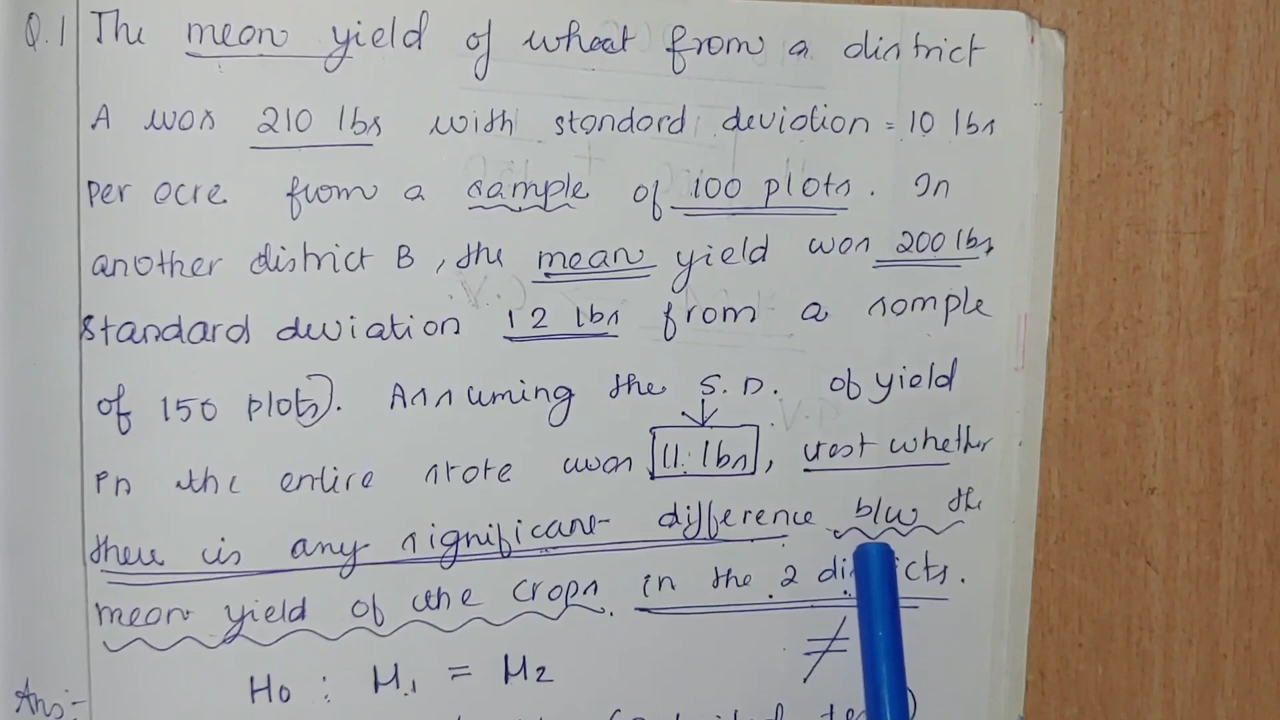 Q.1 The mean yield of wheat from a district
A was 210 lbs with standard deviation = 10 lbs
per acre from a sample of 100 plots. In
another district B, the mean yield was 200 lbs
standard deviation 12 lbs from a sample
of 150 plots). Assuming the S.D. of yield
in the entire state was 11 lbs, test whether
there is any significant difference b/w the
mean yield of the crops in the 2 districts.
≠
Ans:- H0 : M1 = M2